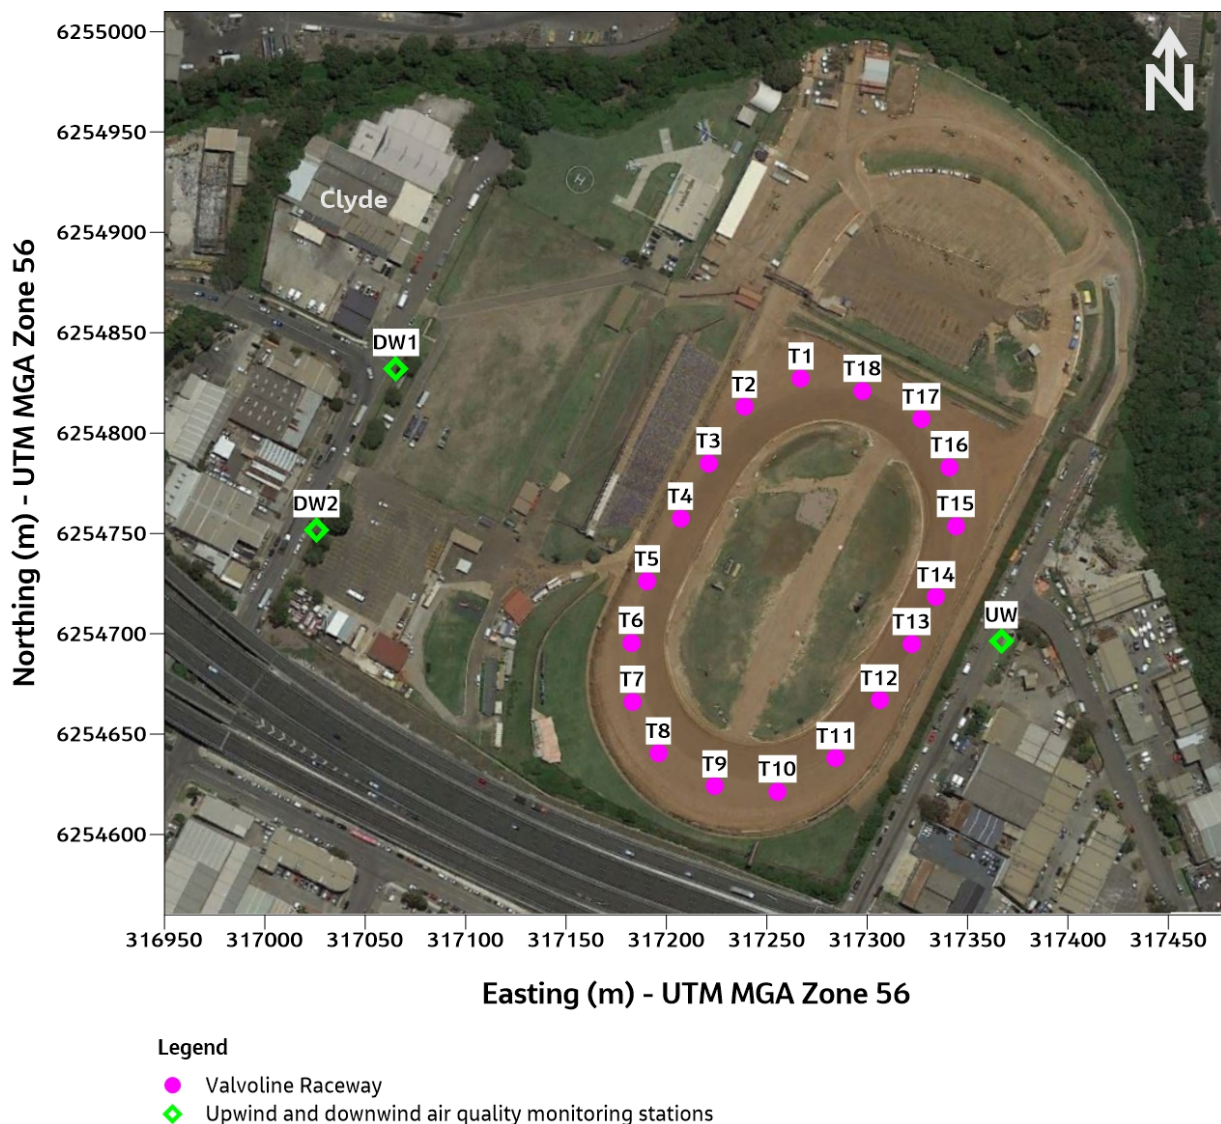 6255000
N
6254950
H
Clyde
6254900
6254850
DW1
T1
T18
T2
T17
6254800
T3
T16
T4
DW2
T15
6254750
T5
T14
T6
T13
UW
6254700
T7
T12
T8
T11
6254650
T9
T10
6254600
Northing (m) - UTM MGA Zone 56
316950 317000 317050 317100 317150 317200 317250 317300 317350 317400 317450
Easting (m) - UTM MGA Zone 56
Legend
Valvoline Raceway
Upwind and downwind air quality monitoring stations